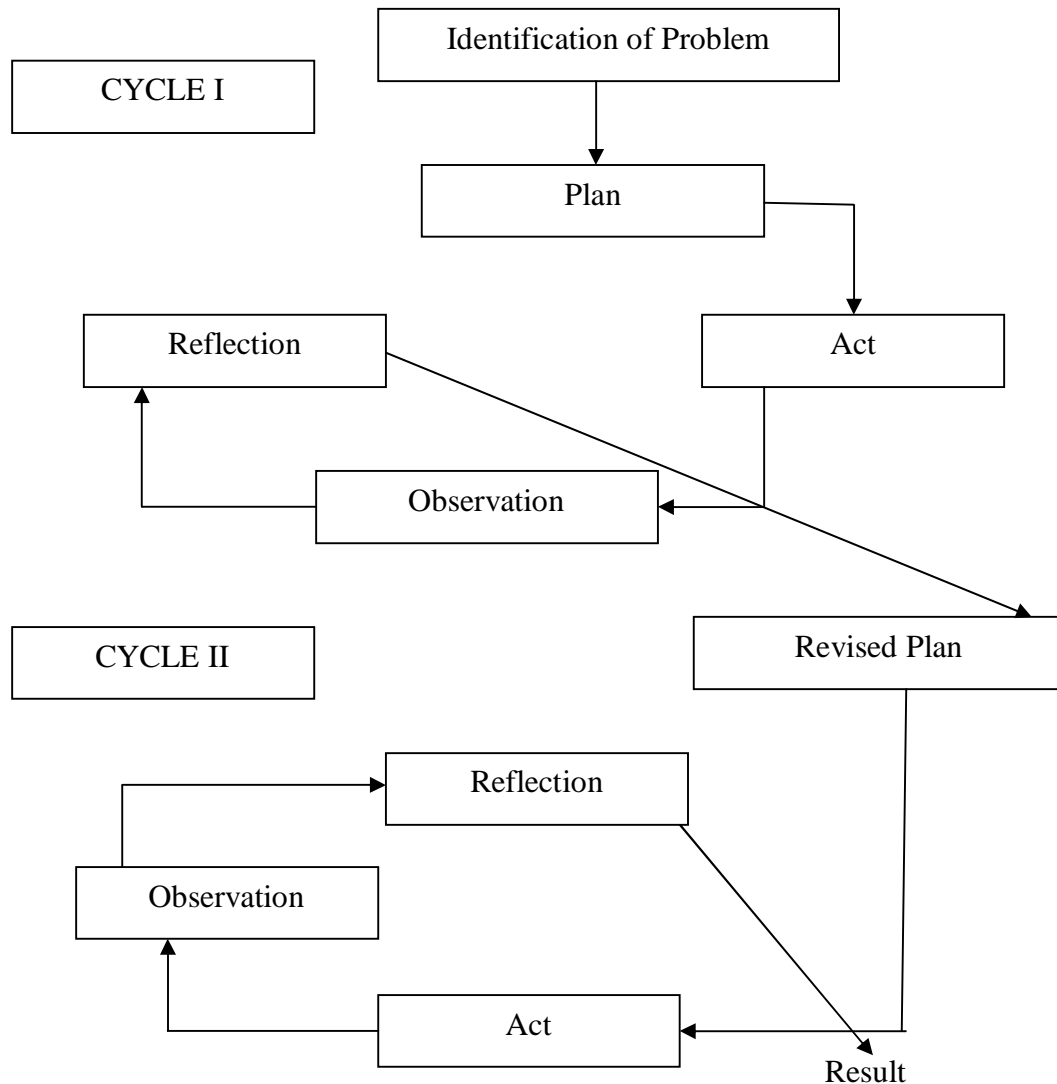 Identification of Problem
CYCLE I
Plan
Reflection
Act
Observation
CYCLE II
Revised Plan
Reflection
Observation
Act
Result